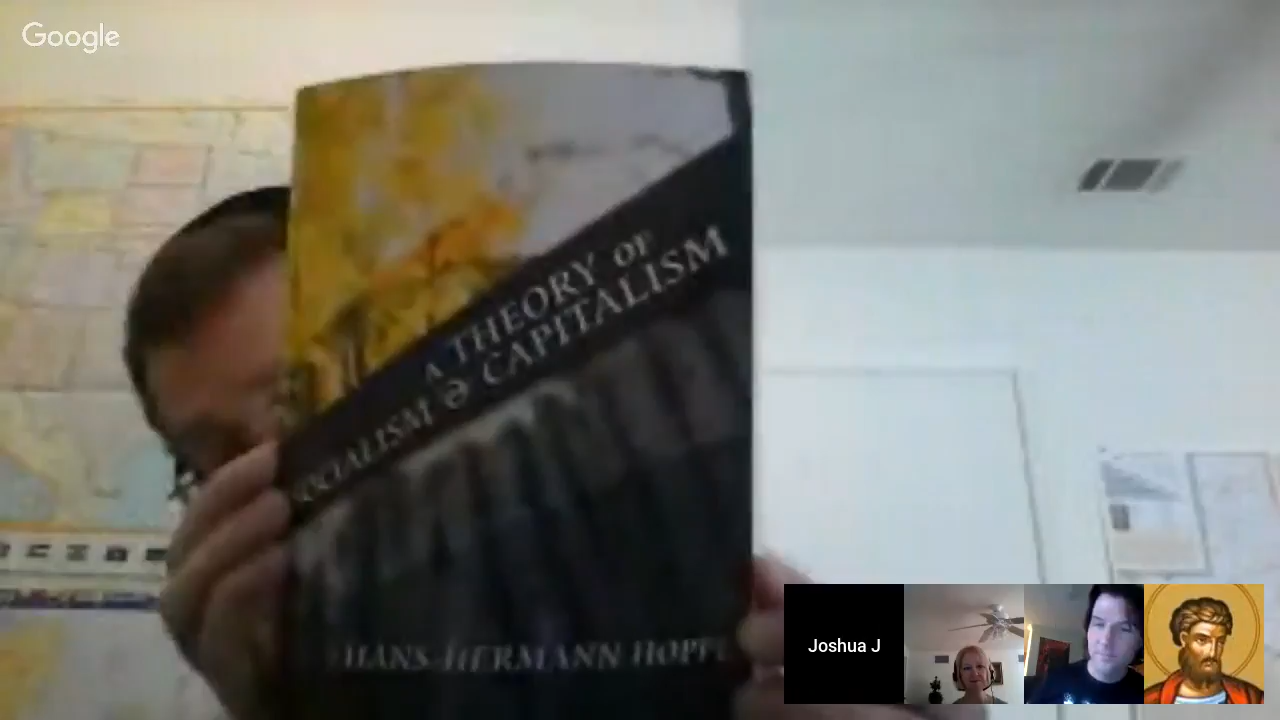 Google
A THEORY OF
SOCIALISM & CAPITALISM
HANS-HERMANN HOPPE
Joshua J